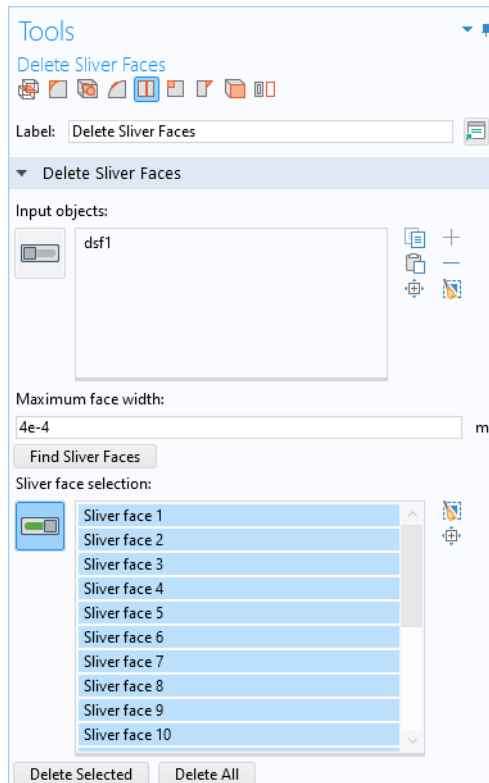 Tools
Delete Sliver Faces
Label: Delete Sliver Faces
Delete Sliver Faces
Input objects:
dsf1
Maximum face width:
4e-4 m
Find Sliver Faces
Sliver face selection:
Sliver face 1
Sliver face 2
Sliver face 3
Sliver face 4
Sliver face 5
Sliver face 6
Sliver face 7
Sliver face 8
Sliver face 9
Sliver face 10
Delete Selected Delete All